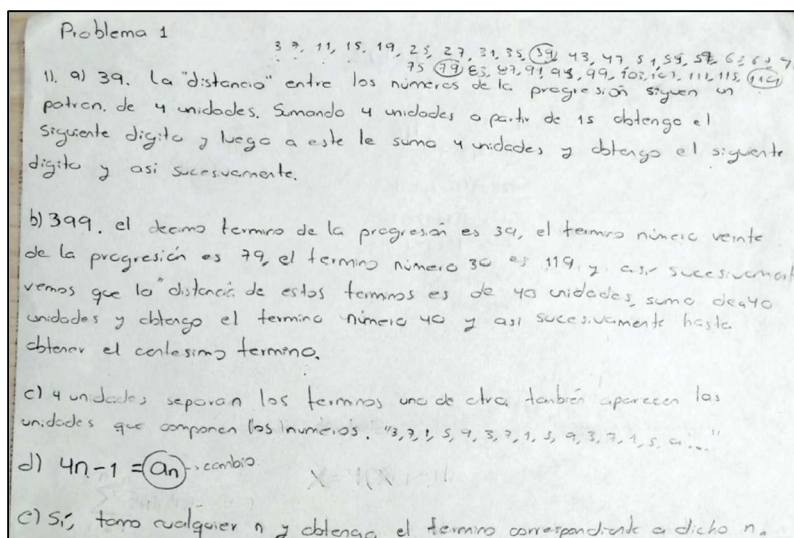 Problema 1
3 7, 11, 15, 19, 23, 27, 31, 35, 39, 43, 47 51, 55, 59, 63, 67, 7
75 79 83, 87, 91, 95, 99, 103, 107, 111, 115, 119
1). a) 39. La "distancia" entre los números de la progresión siguen un
patron. de 4 unidades. Sumando 4 unidades a partir de 15 obtengo el
siguiente digito y luego a este le sumo 4 unidades y obtengo el siguiente
digito y asi sucesivamente.
b) 399. el decimo termino de la progresión es 39, el termino número veinte
de la progresión es 79, el termino número 30 es 119, y asi sucesivament
vemos que la "distancia de estos terminos es de 40 unidades, sumo de a 40
unidades y obtengo el termino número 40 y asi sucesivamente hasta
obtener el centesimo termino.
c) 4 unidades separan los terminos uno de otro también aparecen las
unidades que componen los números. "3, 7, 1, 5, 9, 3, 7, 1, 5, 9, 3, 7, 1, 5, 9..."
d) 4n - 1 = an cambio
e) Sí, tomo cualquier n y obtengo el termino correspondiente a dicho n.